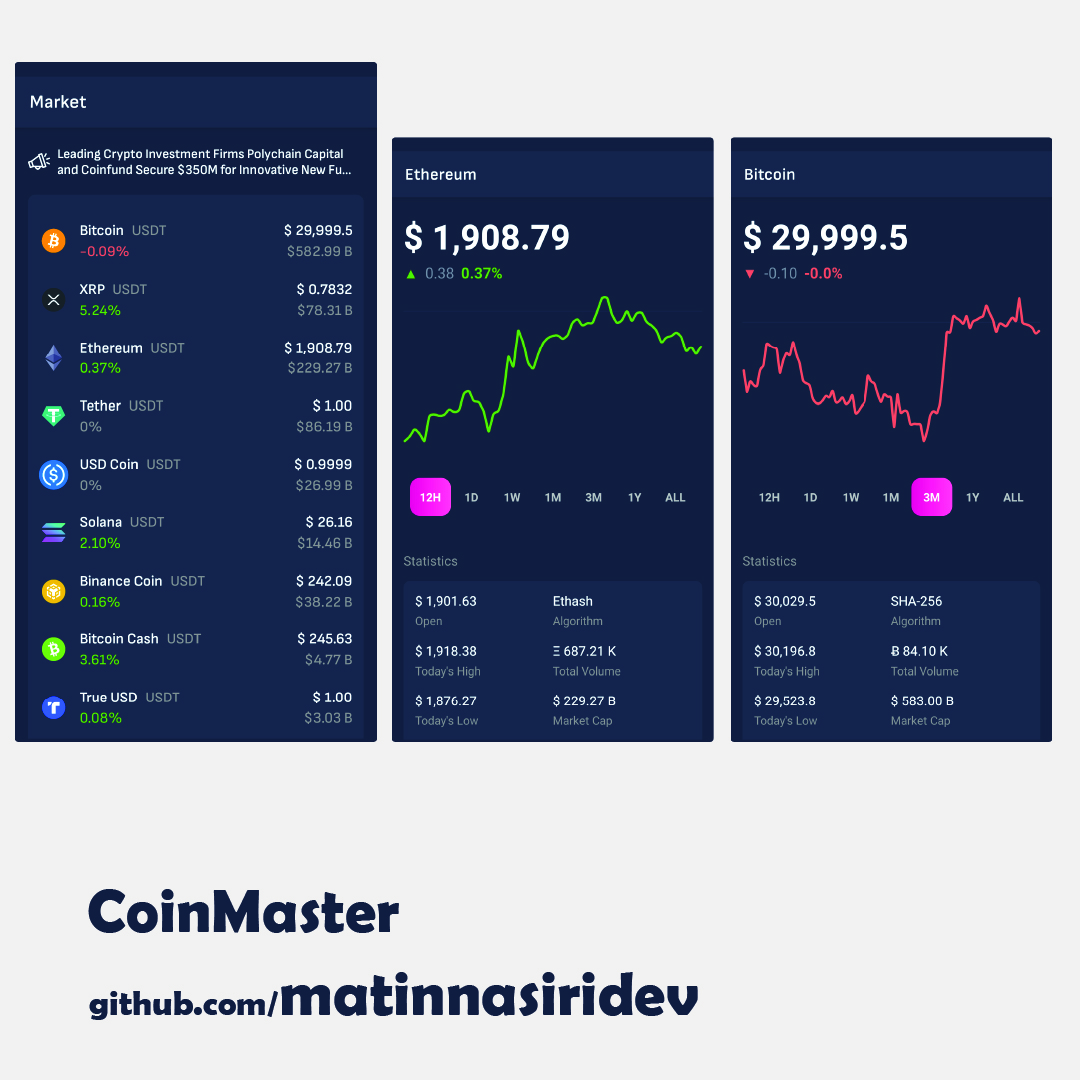 Market
Leading Crypto Investment Firms Polychain Capital
and Coinfund Secure $350M for Innovative New Fu...
Bitcoin USDT $ 29,999.5
-0.09% $582.99 B
XRP USDT $ 0.7832
5.24% $78.31 B
Ethereum USDT $ 1,908.79
0.37% $229.27 B
Tether USDT $ 1.00
0% $86.19 B
USD Coin USDT $ 0.9999
0% $26.99 B
Solana USDT $ 26.16
2.10% $14.46 B
Binance Coin USDT $ 242.09
0.16% $38.22 B
Bitcoin Cash USDT $ 245.63
3.61% $4.77 B
True USD USDT $ 1.00
0.08% $3.03 B
Ethereum
$ 1,908.79
▲ 0.38 0.37%
12H 1D 1W 1M 3M 1Y ALL
Statistics
$ 1,901.63 Ethash
Open Algorithm
$ 1,918.38 Ξ 687.21 K
Today's High Total Volume
$ 1,876.27 $ 229.27 B
Today's Low Market Cap
Bitcoin
$ 29,999.5
▼ -0.10 -0.0%
12H 1D 1W 1M 3M 1Y ALL
Statistics
$ 30,029.5 SHA-256
Open Algorithm
$ 30,196.8 Ƀ 84.10 K
Today's High Total Volume
$ 29,523.8 $ 583.00 B
Today's Low Market Cap
CoinMaster
github.com/matinnasiridev